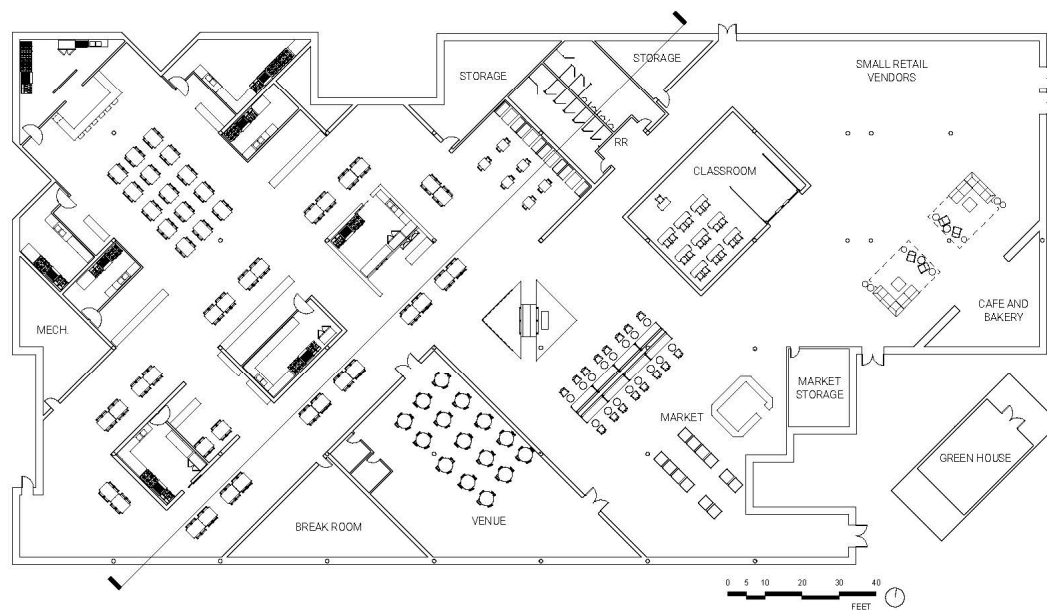 STORAGE
STORAGE
SMALL RETAIL
VENDORS
RR
CLASSROOM
MECH.
CAFE AND
BAKERY
MARKET
STORAGE
MARKET
GREEN HOUSE
BREAK ROOM
VENUE
0 5 10 20 30 40
FEET